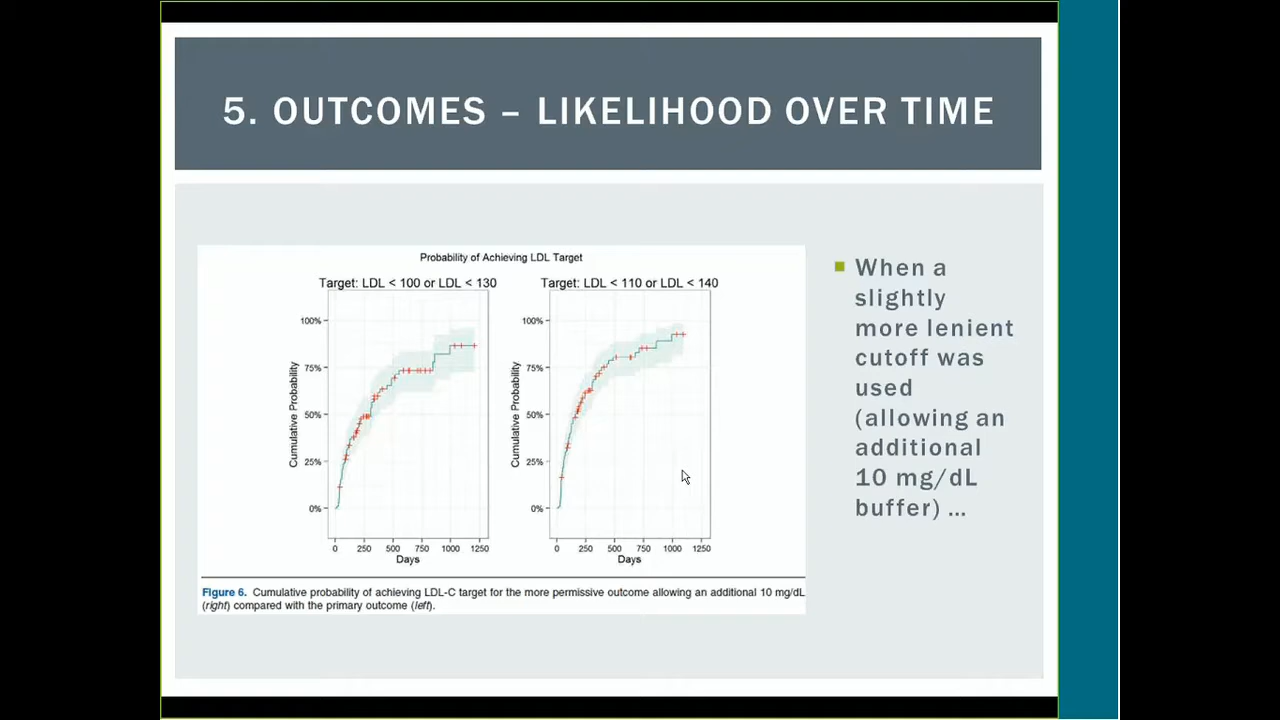 5. OUTCOMES – LIKELIHOOD OVER TIME
Probability of Achieving LDL Target
Target: LDL < 100 or LDL < 130
100%
75%
50%
25%
0%
Cumulative Probability
0 250 500 750 1000 1250
Days
Target: LDL < 110 or LDL < 140
100%
75%
50%
25%
0%
Cumulative Probability
0 250 500 750 1000 1250
Days
Figure 6. Cumulative probability of achieving LDL-C target for the more permissive outcome allowing an additional 10 mg/dL
(right) compared with the primary outcome (left).
When a
slightly
more lenient
cutoff was
used
(allowing an
additional
10 mg/dL
buffer) ...